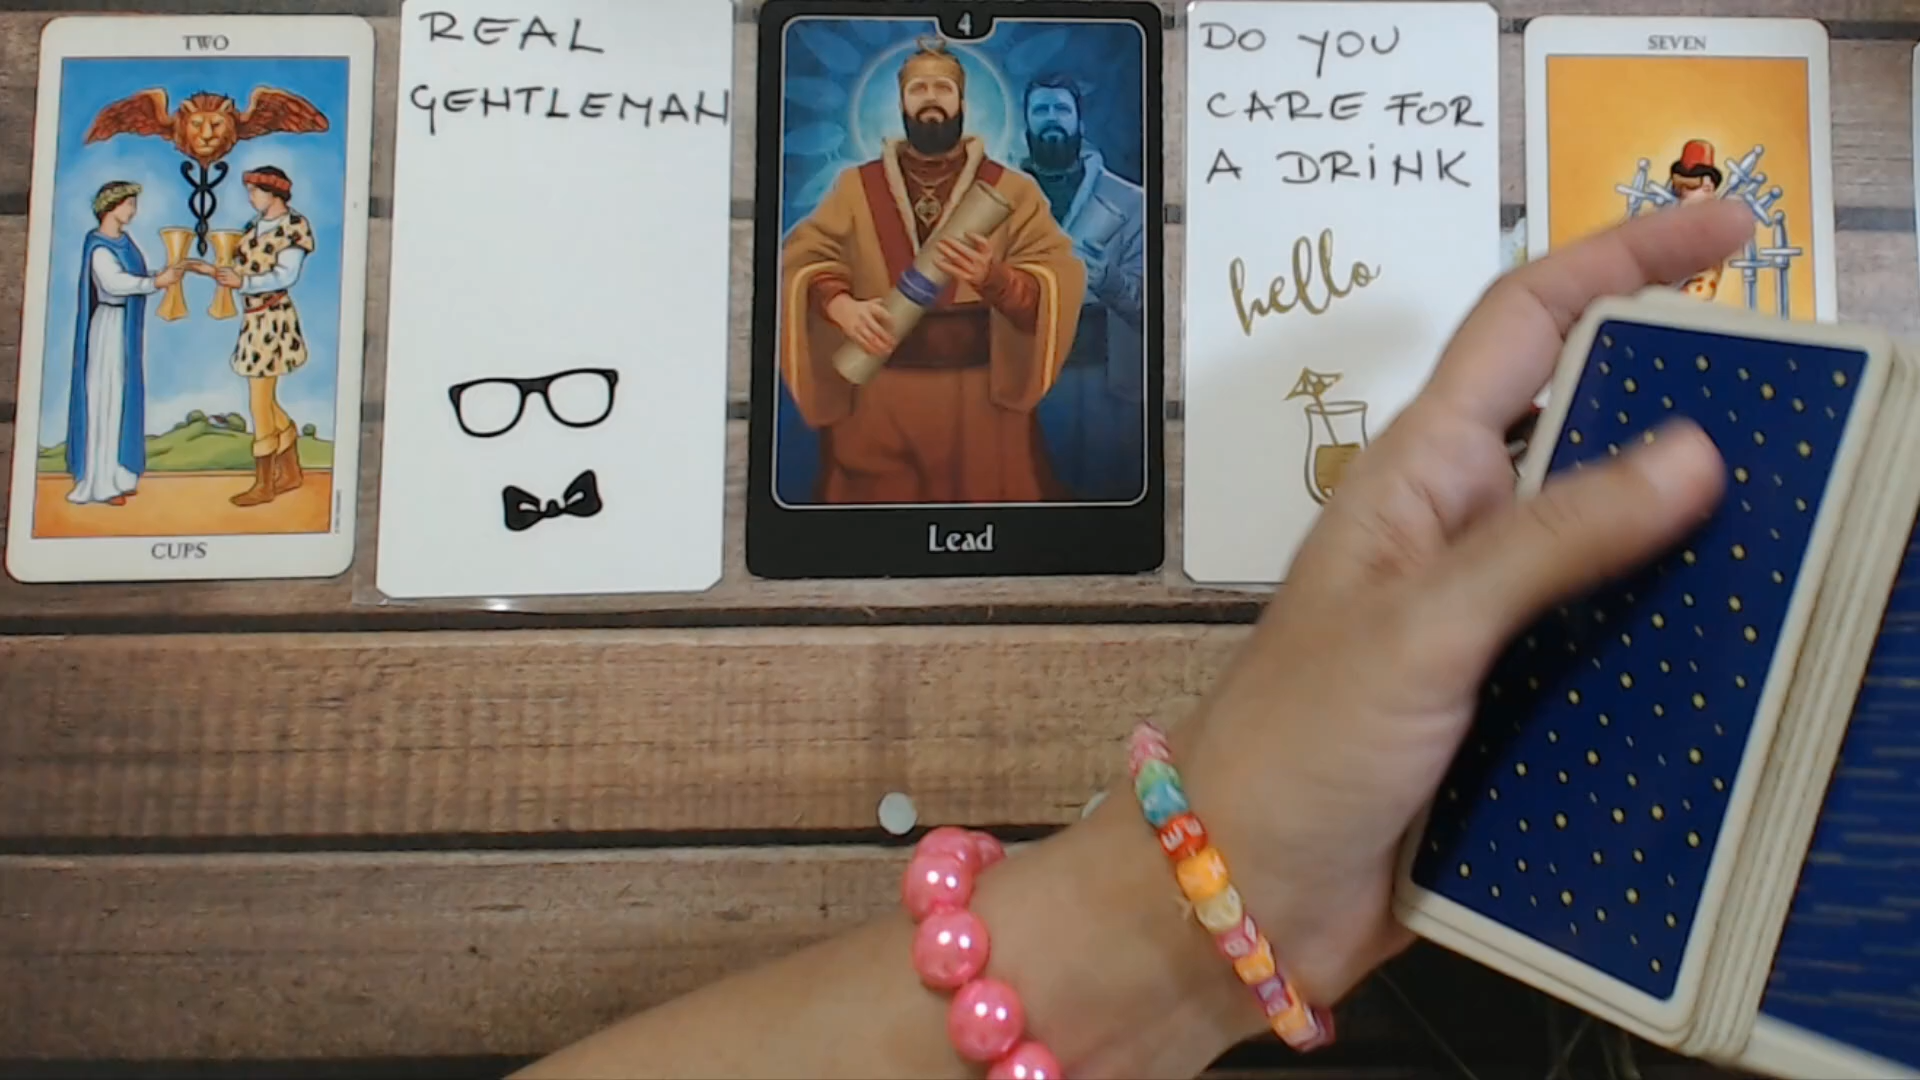 TWO
CUPS
REAL
GENTLEMAN
4
Lead
DO YOU
CARE FOR
A DRINK
hello
SEVEN